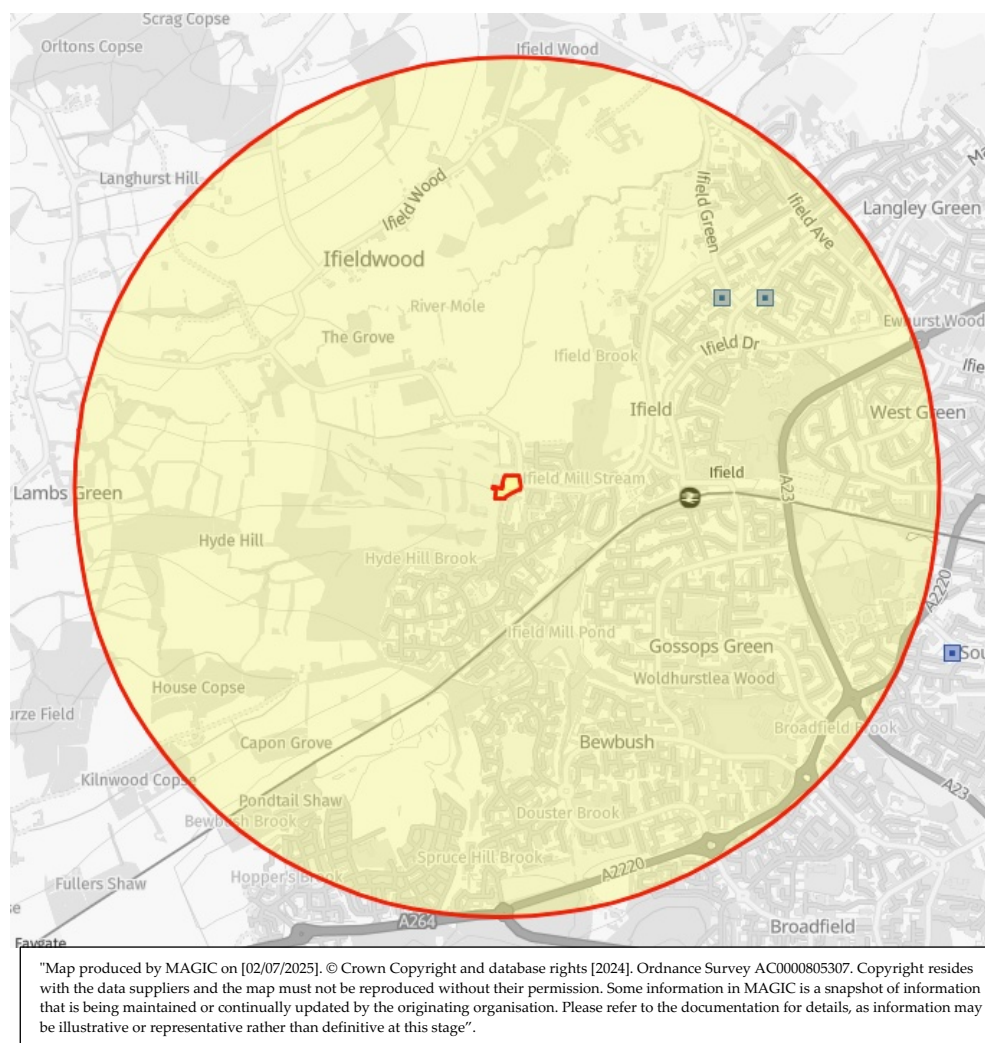 Scrag Copse
Orltons Copse
Ifield Wood
Langhurst Hill
Ifield Wood
Ifield Green
Ifield Ave
Langley Green
Ifieldwood
River Mole
The Grove
Ifield Brook
Ifield Dr
Ewhurst Wood
Ifield
West Green
Lambs Green
Ifield Mill Stream
Ifield
A23
Hyde Hill
Hyde Hill Brook
A2220
Ifield Mill Pond
Gossops Green
Woldhurstlea Wood
House Copse
Broadfield Brook
Capon Grove
Bewbush
Kilnwood Copse
A23
Pondtail Shaw
Bewbush Brook
Douster Brook
Spruce Hill Brook
A2220
Fullers Shaw
Hopper's Brook
A264
Broadfield
Faygate
"Map produced by MAGIC on [02/07/2025]. © Crown Copyright and database rights [2024]. Ordnance Survey AC0000805307. Copyright resides
with the data suppliers and the map must not be reproduced without their permission. Some information in MAGIC is a snapshot of information
that is being maintained or continually updated by the originating organisation. Please refer to the documentation for details, as information may
be illustrative or representative rather than definitive at this stage”.